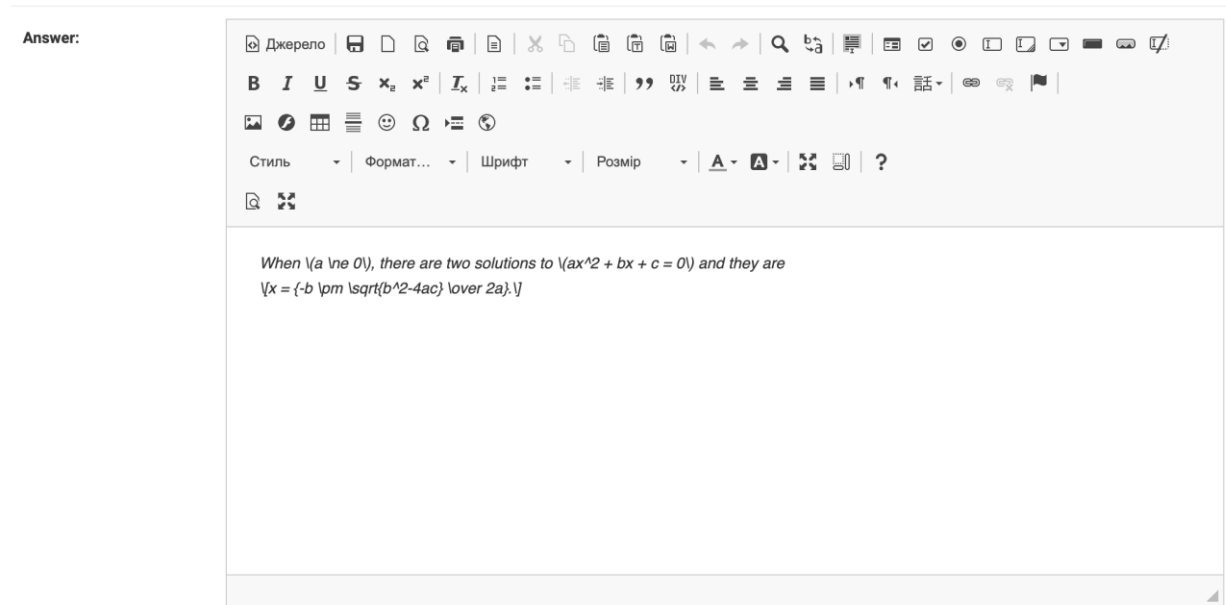 Answer:
Джерело
Стиль Формат... Шрифт Розмір
When \(a \ne 0\), there are two solutions to \(ax^2 + bx + c = 0\) and they are
\[x = {-b \pm \sqrt{b^2-4ac} \over 2a}.\]